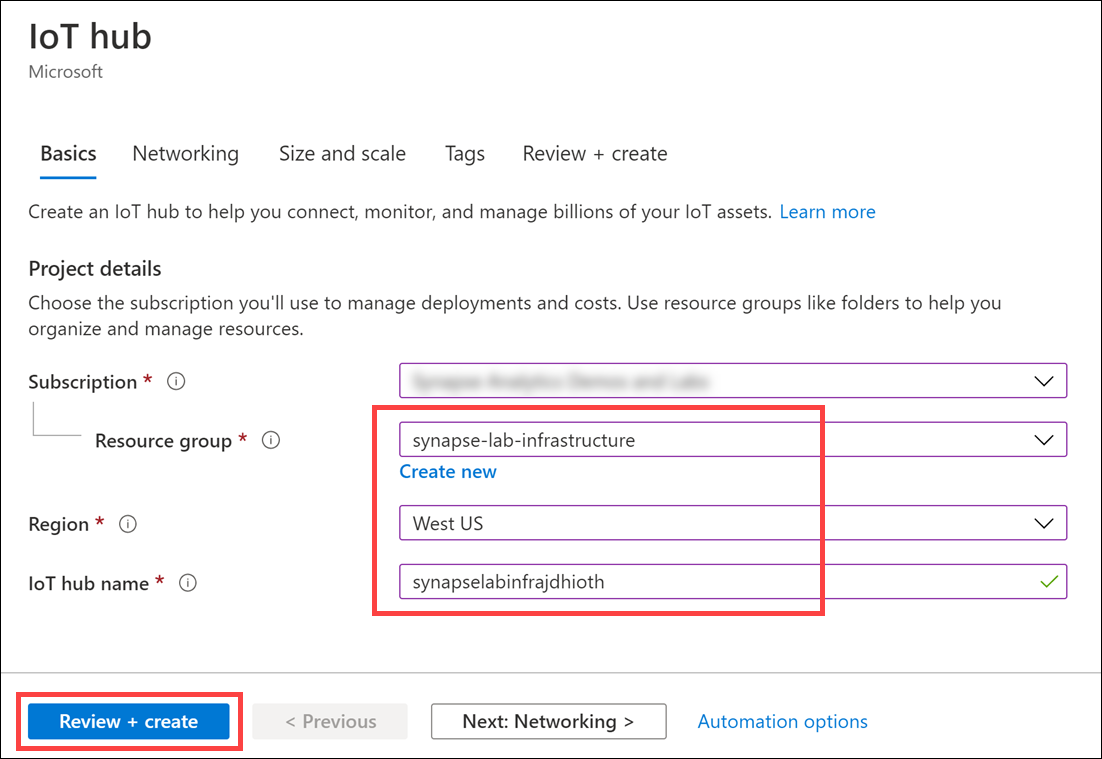 IoT hub
Microsoft
Basics Networking Size and scale Tags Review + create
Create an IoT hub to help you connect, monitor, and manage billions of your IoT assets. Learn more
Project details
Choose the subscription you'll use to manage deployments and costs. Use resource groups like folders to help you
organize and manage resources.
Subscription *
Resource group * synapse-lab-infrastructure
Create new
Region * West US
IoT hub name * synapselabinfrajdhioth
Review + create < Previous Next: Networking > Automation options